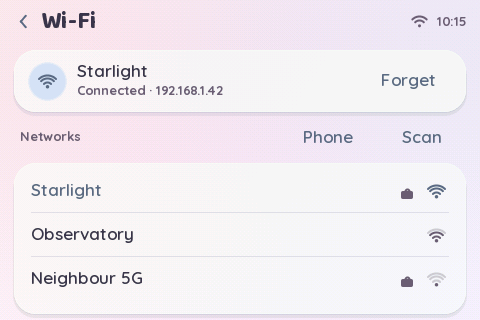 Wi-Fi
10:15
Starlight
Connected · 192.168.1.42
Forget
Networks
Phone
Scan
Starlight
Observatory
Neighbour 5G